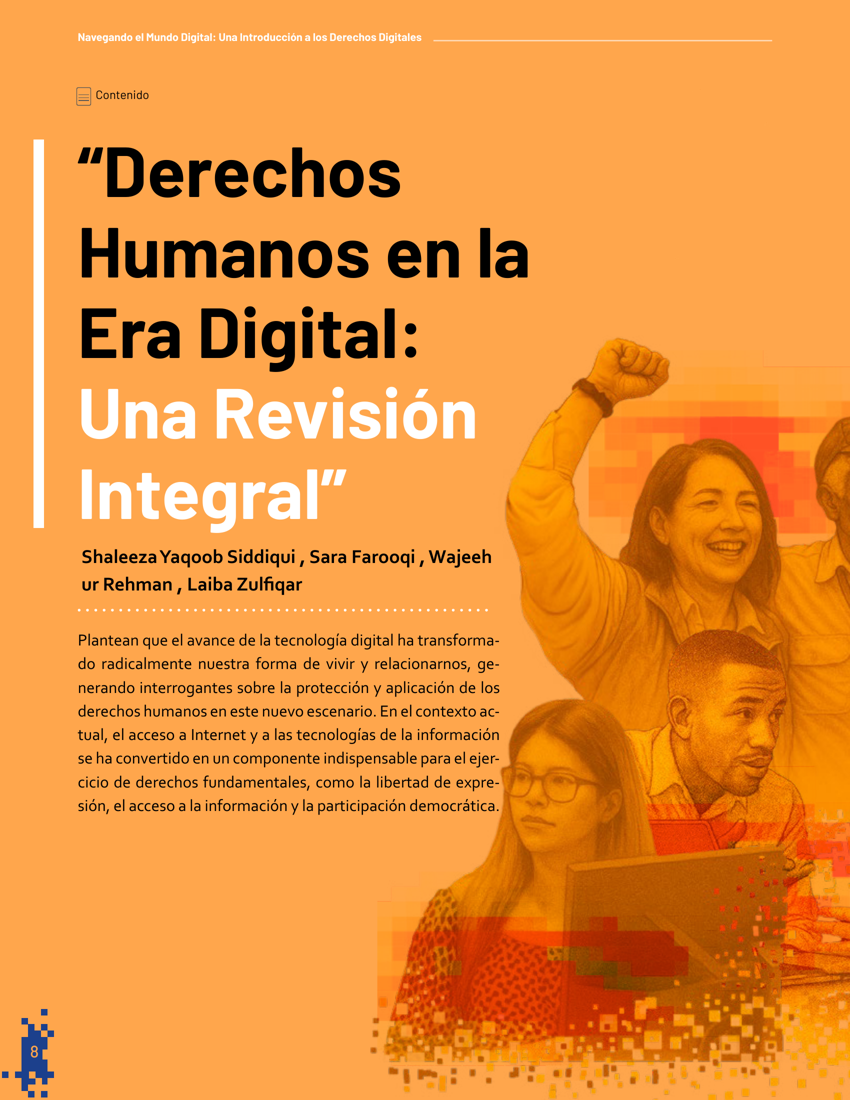 Navegando el Mundo Digital: Una Introducción a los Derechos Digitales
Contenido
“Derechos
Humanos en la
Era Digital:
Una Revisión
Integral”
Shaleeza Yaqoob Siddiqui , Sara Farooqi , Wajeeh
ur Rehman , Laiba Zulfiqar
Plantean que el avance de la tecnología digital ha transforma-
do radicalmente nuestra forma de vivir y relacionarnos, ge-
nerando interrogantes sobre la protección y aplicación de los
derechos humanos en este nuevo escenario. En el contexto ac-
tual, el acceso a Internet y a las tecnologías de la información
se ha convertido en un componente indispensable para el ejer-
cicio de derechos fundamentales, como la libertad de expre-
sión, el acceso a la información y la participación democrática.
8